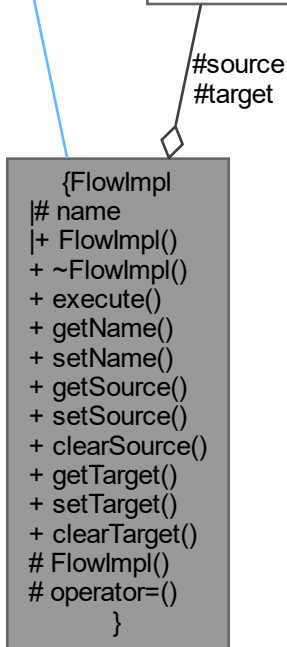 #source
#target
{FlowImpl
|# name
|+ FlowImpl()
+ ~FlowImpl()
+ execute()
+ getName()
+ setName()
+ getSource()
+ setSource()
+ clearSource()
+ getTarget()
+ setTarget()
+ clearTarget()
# FlowImpl()
# operator=()
}